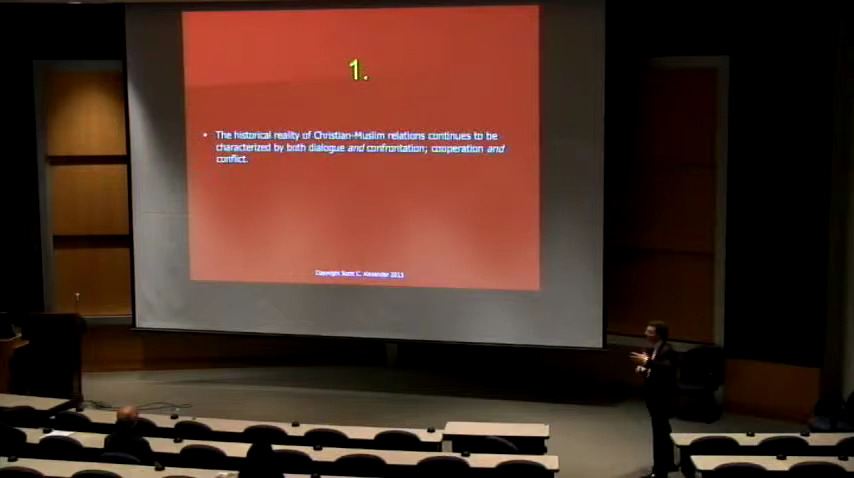 1.
• The historical reality of Christian-Muslim relations continues to be
characterized by both dialogue and confrontation; cooperation and
conflict.
Copyright Scott C. Alexander 2013